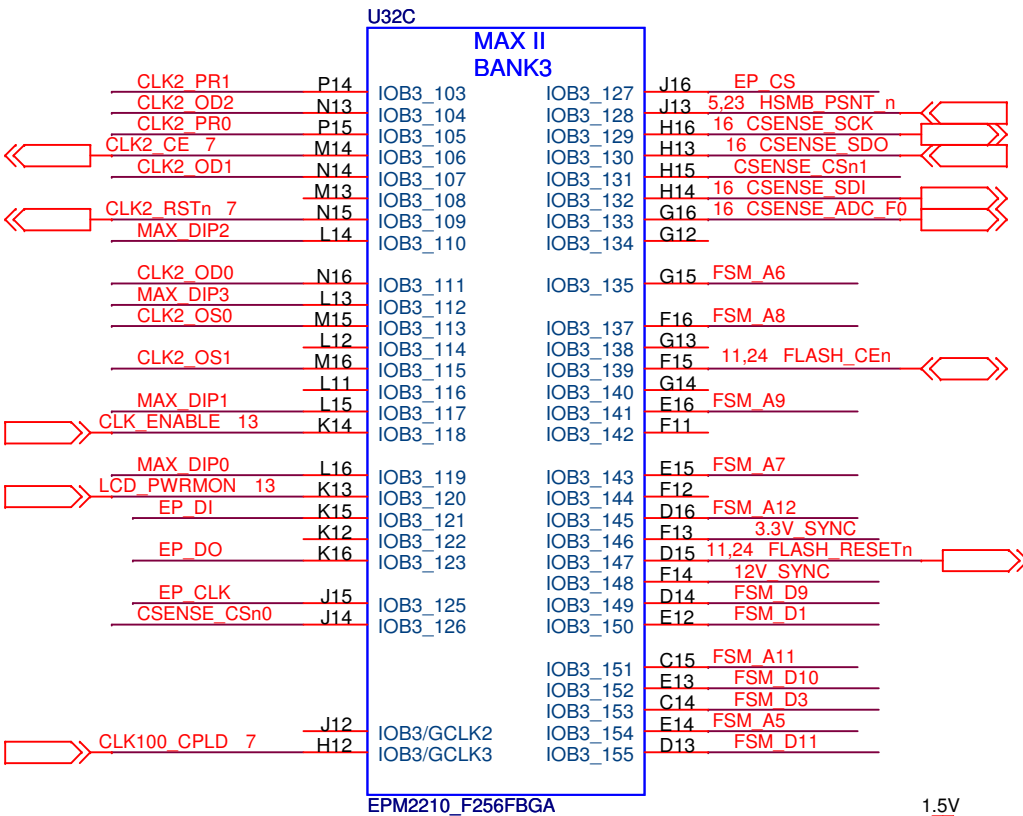 U32C
MAX II
BANK3
CLK2_PR1 P14 IOB3_103
CLK2_OD2 N13 IOB3_104
CLK2_PR0 P15 IOB3_105
CLK2_CE 7 M14 IOB3_106
CLK2_OD1 N14 IOB3_107
M13 IOB3_108
CLK2_RSTn 7 N15 IOB3_109
MAX_DIP2 L14 IOB3_110
CLK2_OD0 N16 IOB3_111
MAX_DIP3 L13 IOB3_112
CLK2_OS0 M15 IOB3_113
L12 IOB3_114
CLK2_OS1 M16 IOB3_115
L11 IOB3_116
MAX_DIP1 L15 IOB3_117
CLK_ENABLE 13 K14 IOB3_118
MAX_DIP0 L16 IOB3_119
LCD_PWRMON 13 K13 IOB3_120
EP_DI K15 IOB3_121
K12 IOB3_122
EP_DO K16 IOB3_123
EP_CLK J15 IOB3_125
CSENSE_CSn0 J14 IOB3_126
J12 IOB3/GCLK2
CLK100_CPLD 7 H12 IOB3/GCLK3
IOB3_127 J16 EP_CS
IOB3_128 J13 5,23 HSMB_PSNT_n
IOB3_129 H16 16 CSENSE_SCK
IOB3_130 H13 16 CSENSE_SDO
IOB3_131 H15 CSENSE_CSn1
IOB3_132 H14 16 CSENSE_SDI
IOB3_133 G16 16 CSENSE_ADC_F0
IOB3_134 G12
IOB3_135 G15 FSM_A6
IOB3_137 F16 FSM_A8
IOB3_138 G13
IOB3_139 F15 11,24 FLASH_CEn
IOB3_140 G14
IOB3_141 E16 FSM_A9
IOB3_142 F11
IOB3_143 E15 FSM_A7
IOB3_144 F12
IOB3_145 D16 FSM_A12
IOB3_146 F13 3.3V_SYNC
IOB3_147 D15 11,24 FLASH_RESETn
IOB3_148 F14 12V_SYNC
IOB3_149 D14 FSM_D9
IOB3_150 E12 FSM_D1
IOB3_151 C15 FSM_A11
IOB3_152 E13 FSM_D10
IOB3_153 C14 FSM_D3
IOB3_154 E14 FSM_A5
IOB3_155 D13 FSM_D11
EPM2210_F256FBGA
1.5V